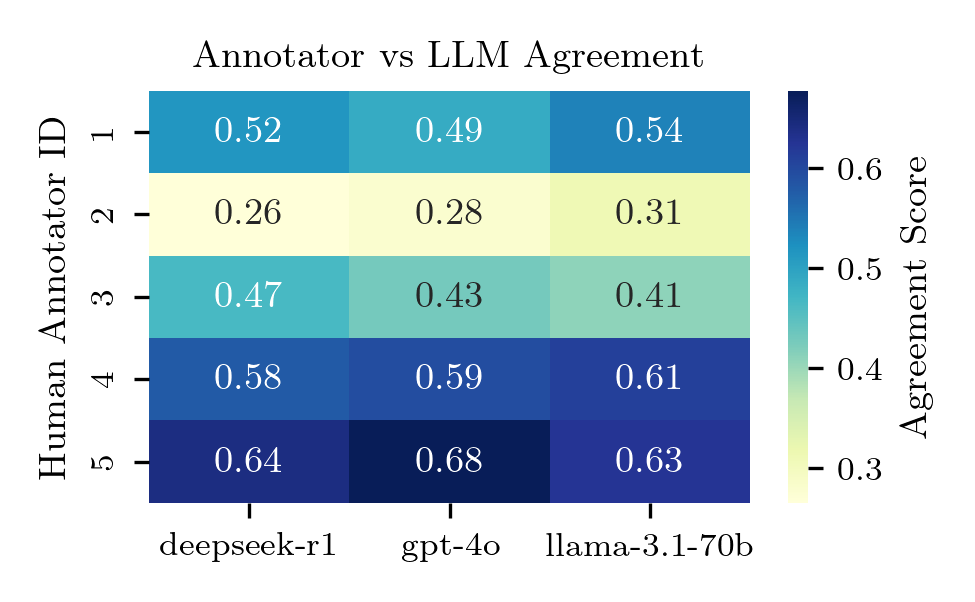 Annotator vs LLM Agreement
Human Annotator ID
1 0.52 0.49 0.54
2 0.26 0.28 0.31
3 0.47 0.43 0.41
4 0.58 0.59 0.61
5 0.64 0.68 0.63
deepseek-r1 gpt-4o llama-3.1-70b
0.6
0.5
0.4
0.3
Agreement Score